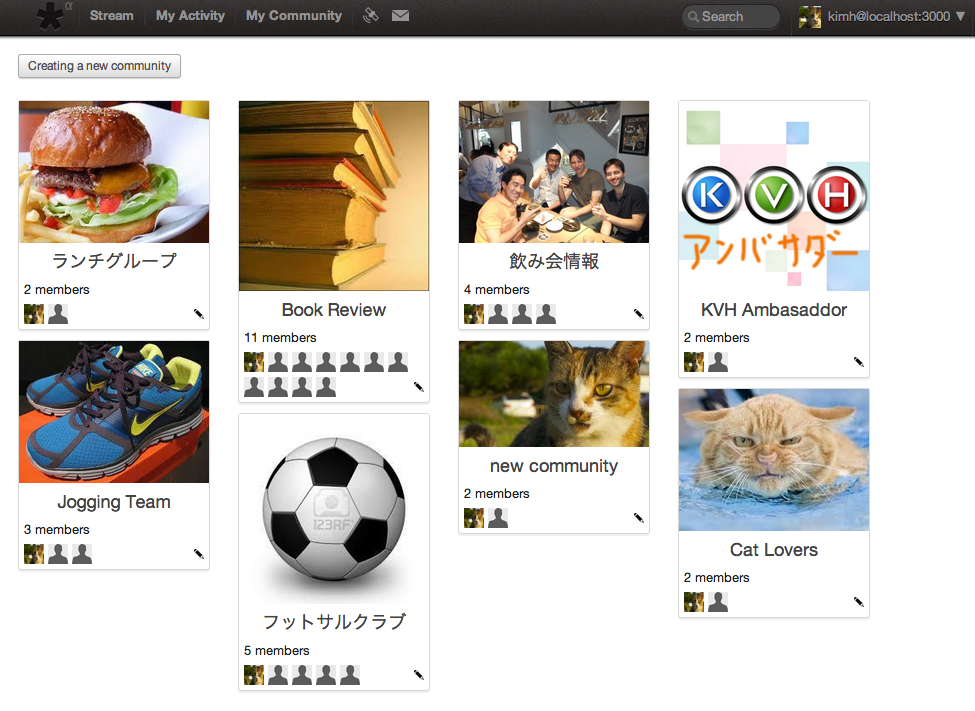 α
Stream My Activity My Community Search kimh@localhost:3000 ▼
Creating a new community
ランチグループ
2 members
Book Review
11 members
飲み会情報
4 members
K V H
アンバサダー
KVH Ambasaddor
2 members
NIKE
Jogging Team
3 members
123RF
フットサルクラブ
5 members
new community
2 members
Cat Lovers
2 members